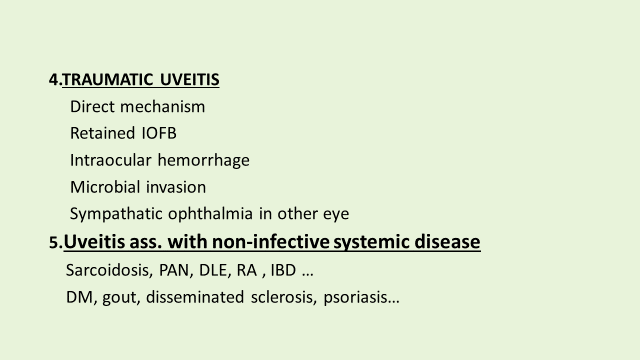 4.TRAUMATIC UVEITIS
Direct mechanism
Retained IOFB
Intraocular hemorrhage
Microbial invasion
Sympathatic ophthalmia in other eye
5.Uveitis ass. with non-infective systemic disease
Sarcoidosis, PAN, DLE, RA , IBD ...
DM, gout, disseminated sclerosis, psoriasis...